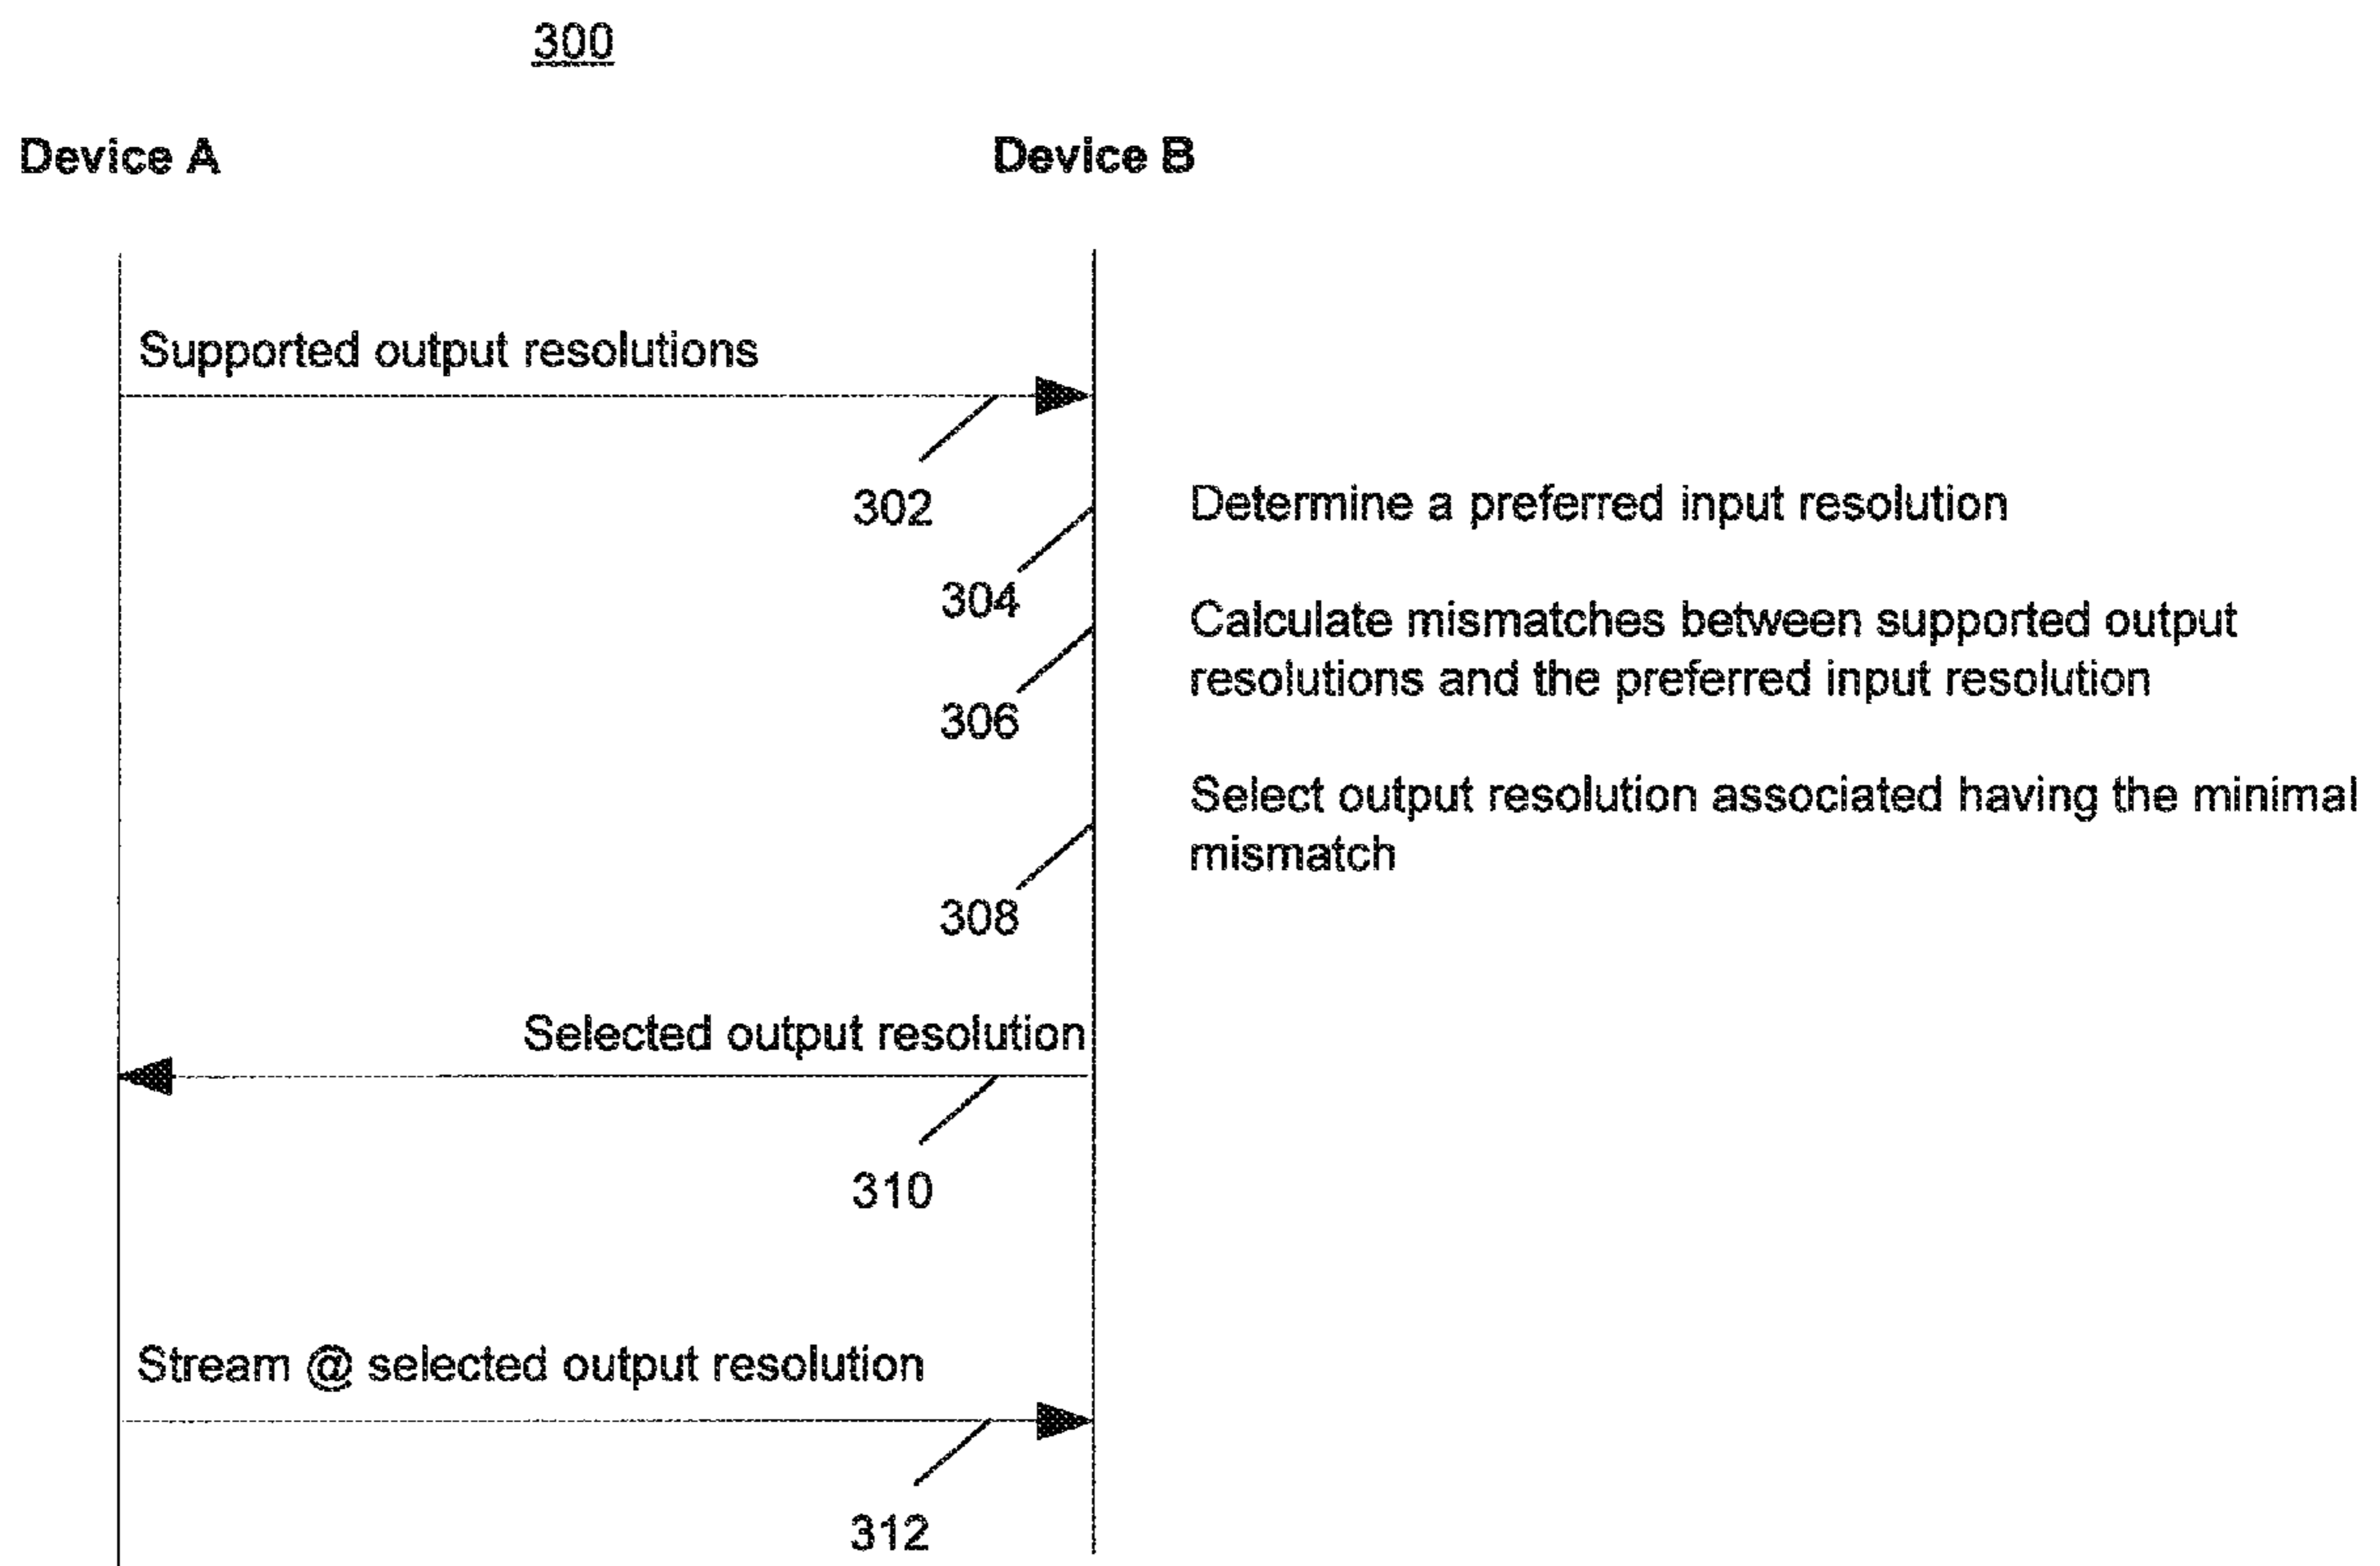 300
Device A
Device B
Supported output resolutions
302
Determine a preferred input resolution
304
Calculate mismatches between supported output
resolutions and the preferred input resolution
306
Select output resolution associated having the minimal
mismatch
308
Selected output resolution
310
Stream @ selected output resolution
312